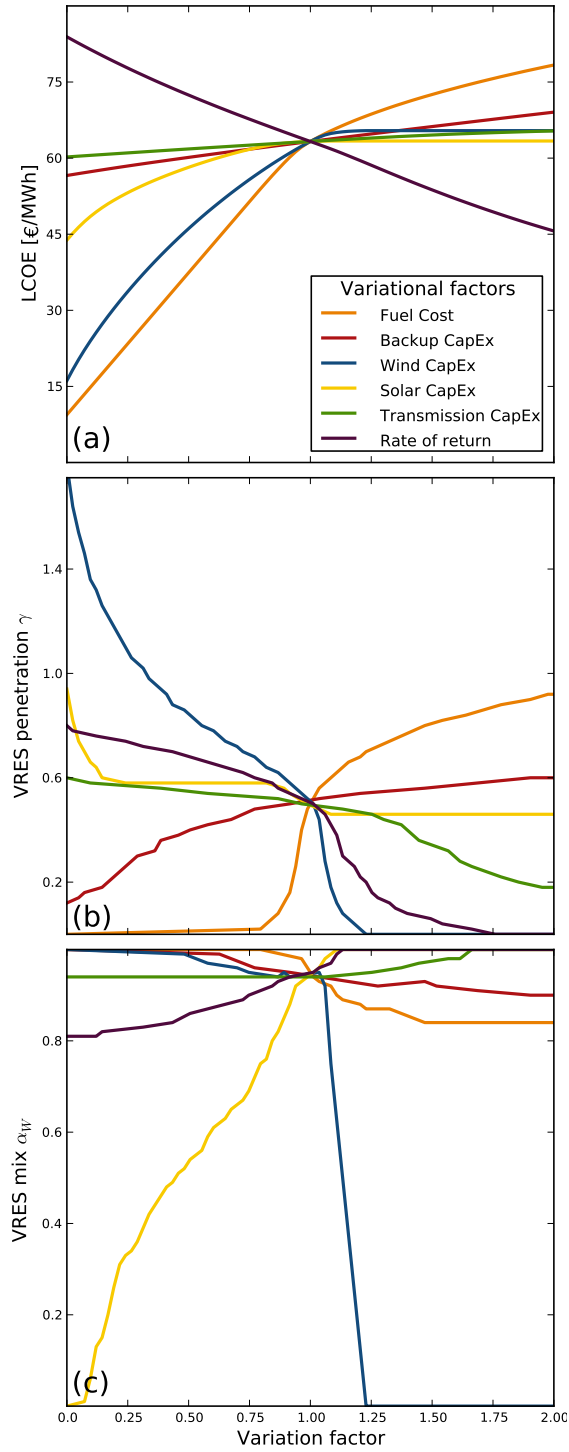 75
60
45
30
15
LCOE [€/MWh]
Variational factors
Fuel Cost
Backup CapEx
Wind CapEx
Solar CapEx
Transmission CapEx
Rate of return
(a)
1.4
1.0
0.6
0.2
VRES penetration γ
(b)
0.8
0.6
0.4
0.2
VRES mix α_W
(c)
0.0 0.25 0.50 0.75 1.00 1.25 1.50 1.75 2.00
Variation factor